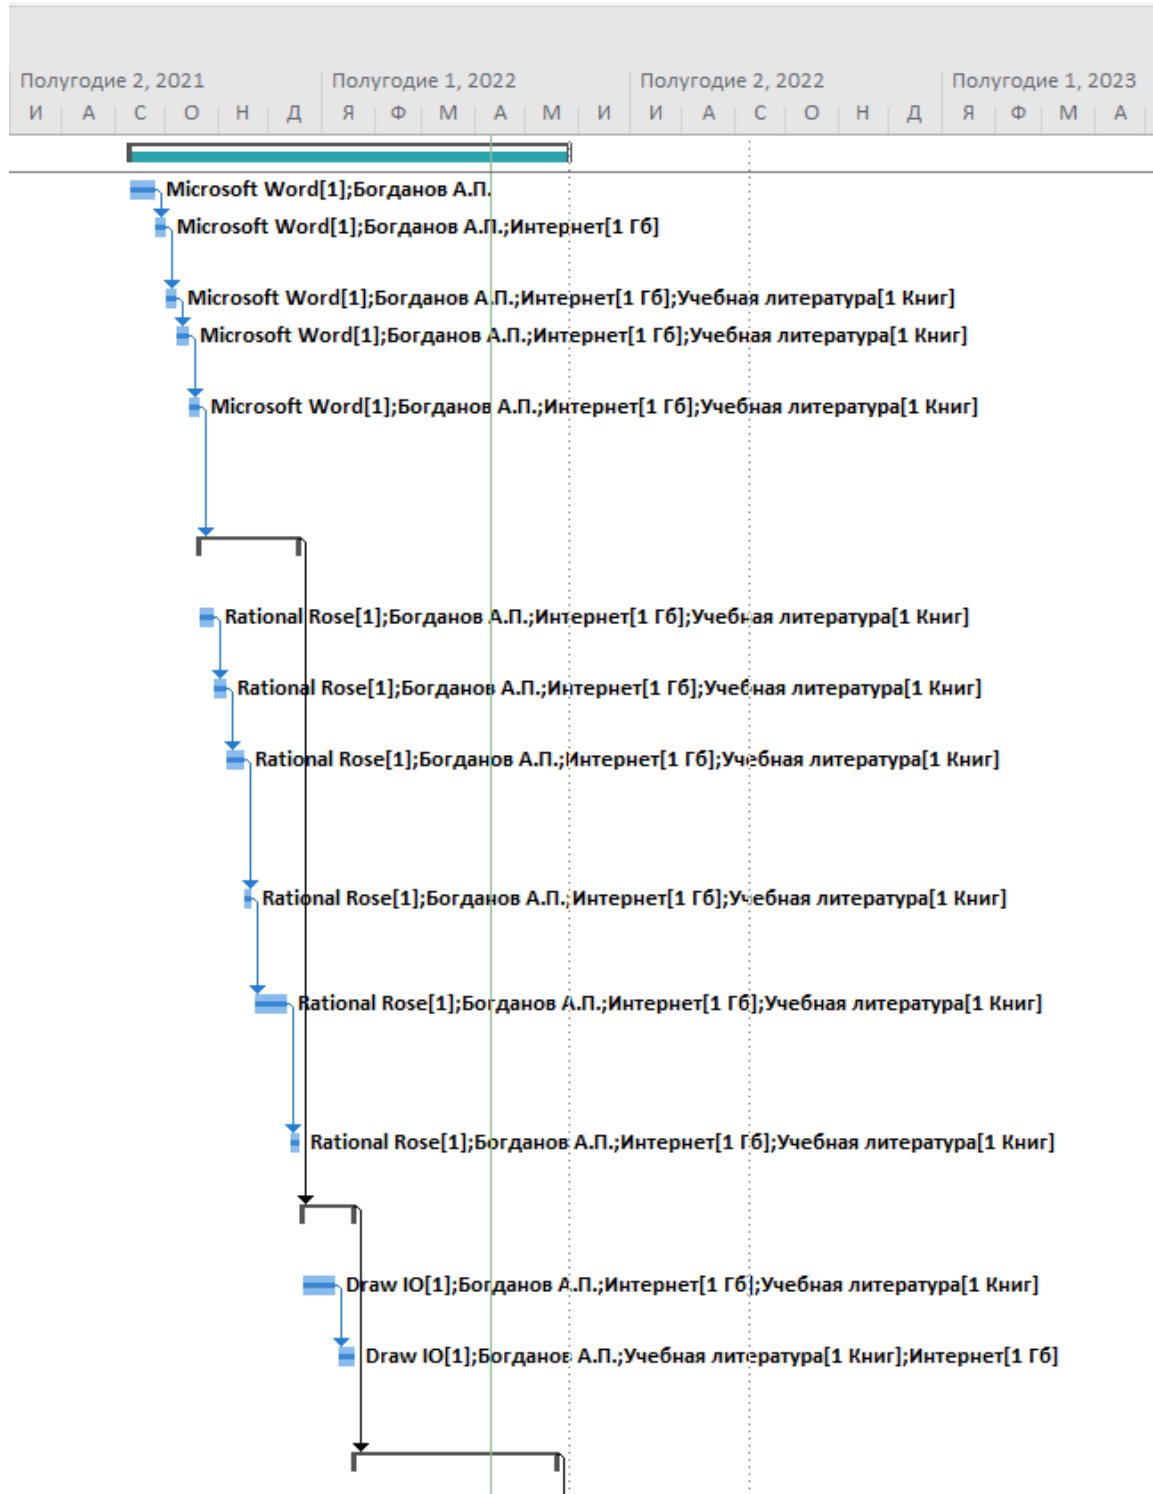 Полугодие 2, 2021 Полугодие 1, 2022 Полугодие 2, 2022 Полугодие 1, 2023
И А С О Н Д Я Ф М А М И И А С О Н Д Я Ф М А
Microsoft Word[1];Богданов А.П.
Microsoft Word[1];Богданов А.П.;Интернет[1 Гб]
Microsoft Word[1];Богданов А.П.;Интернет[1 Гб];Учебная литература[1 Книг]
Microsoft Word[1];Богданов А.П.;Интернет[1 Гб];Учебная литература[1 Книг]
Microsoft Word[1];Богданов А.П.;Интернет[1 Гб];Учебная литература[1 Книг]
Rational Rose[1];Богданов А.П.;Интернет[1 Гб];Учебная литература[1 Книг]
Rational Rose[1];Богданов А.П.;Интернет[1 Гб];Учебная литература[1 Книг]
Rational Rose[1];Богданов А.П.;Интернет[1 Гб];Учебная литература[1 Книг]
Rational Rose[1];Богданов А.П.;Интернет[1 Гб];Учебная литература[1 Книг]
Rational Rose[1];Богданов А.П.;Интернет[1 Гб];Учебная литература[1 Книг]
Rational Rose[1];Богданов А.П.;Интернет[1 Гб];Учебная литература[1 Книг]
Draw IO[1];Богданов А.П.;Интернет[1 Гб];Учебная литература[1 Книг]
Draw IO[1];Богданов А.П.;Учебная литература[1 Книг];Интернет[1 Гб]